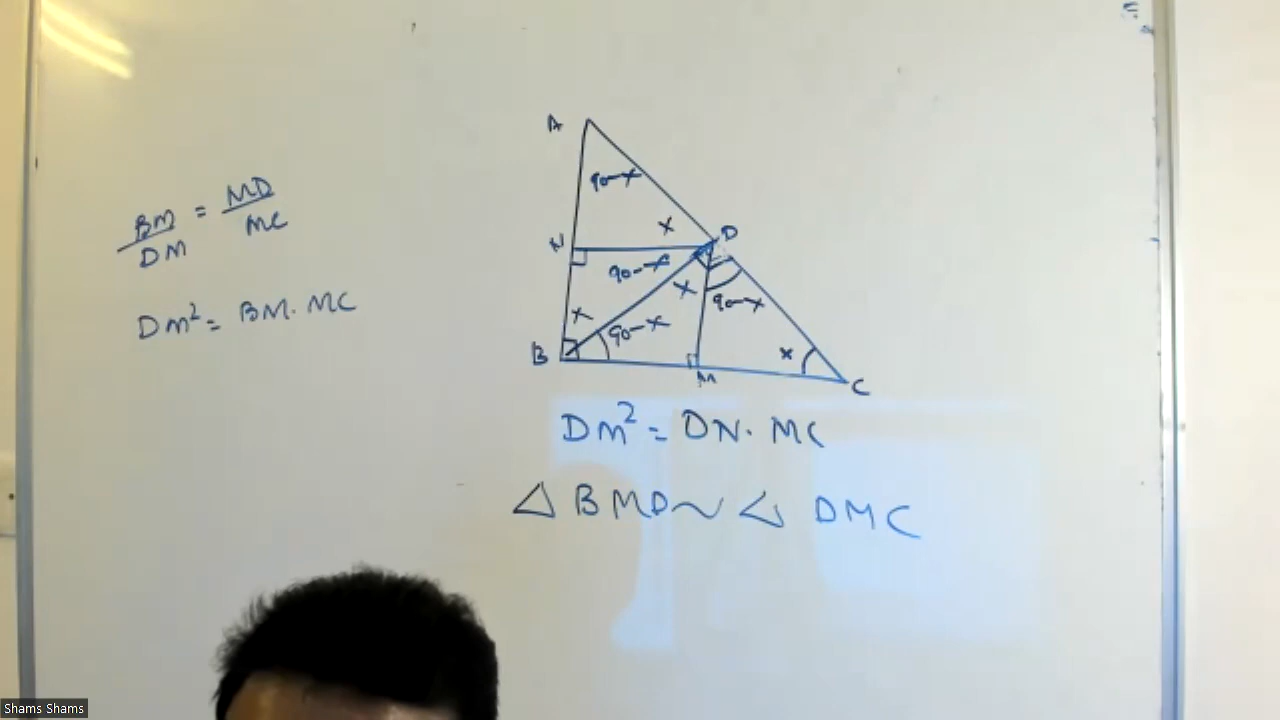 BM/DM = MD/MC
DM² = BM. MC
A
90-x
x
N
D
90-x
x
90-x
x
90-x
x
B
M
C
DM² = DN. MC
△ BMD ~ △ DMC
Shams Shams